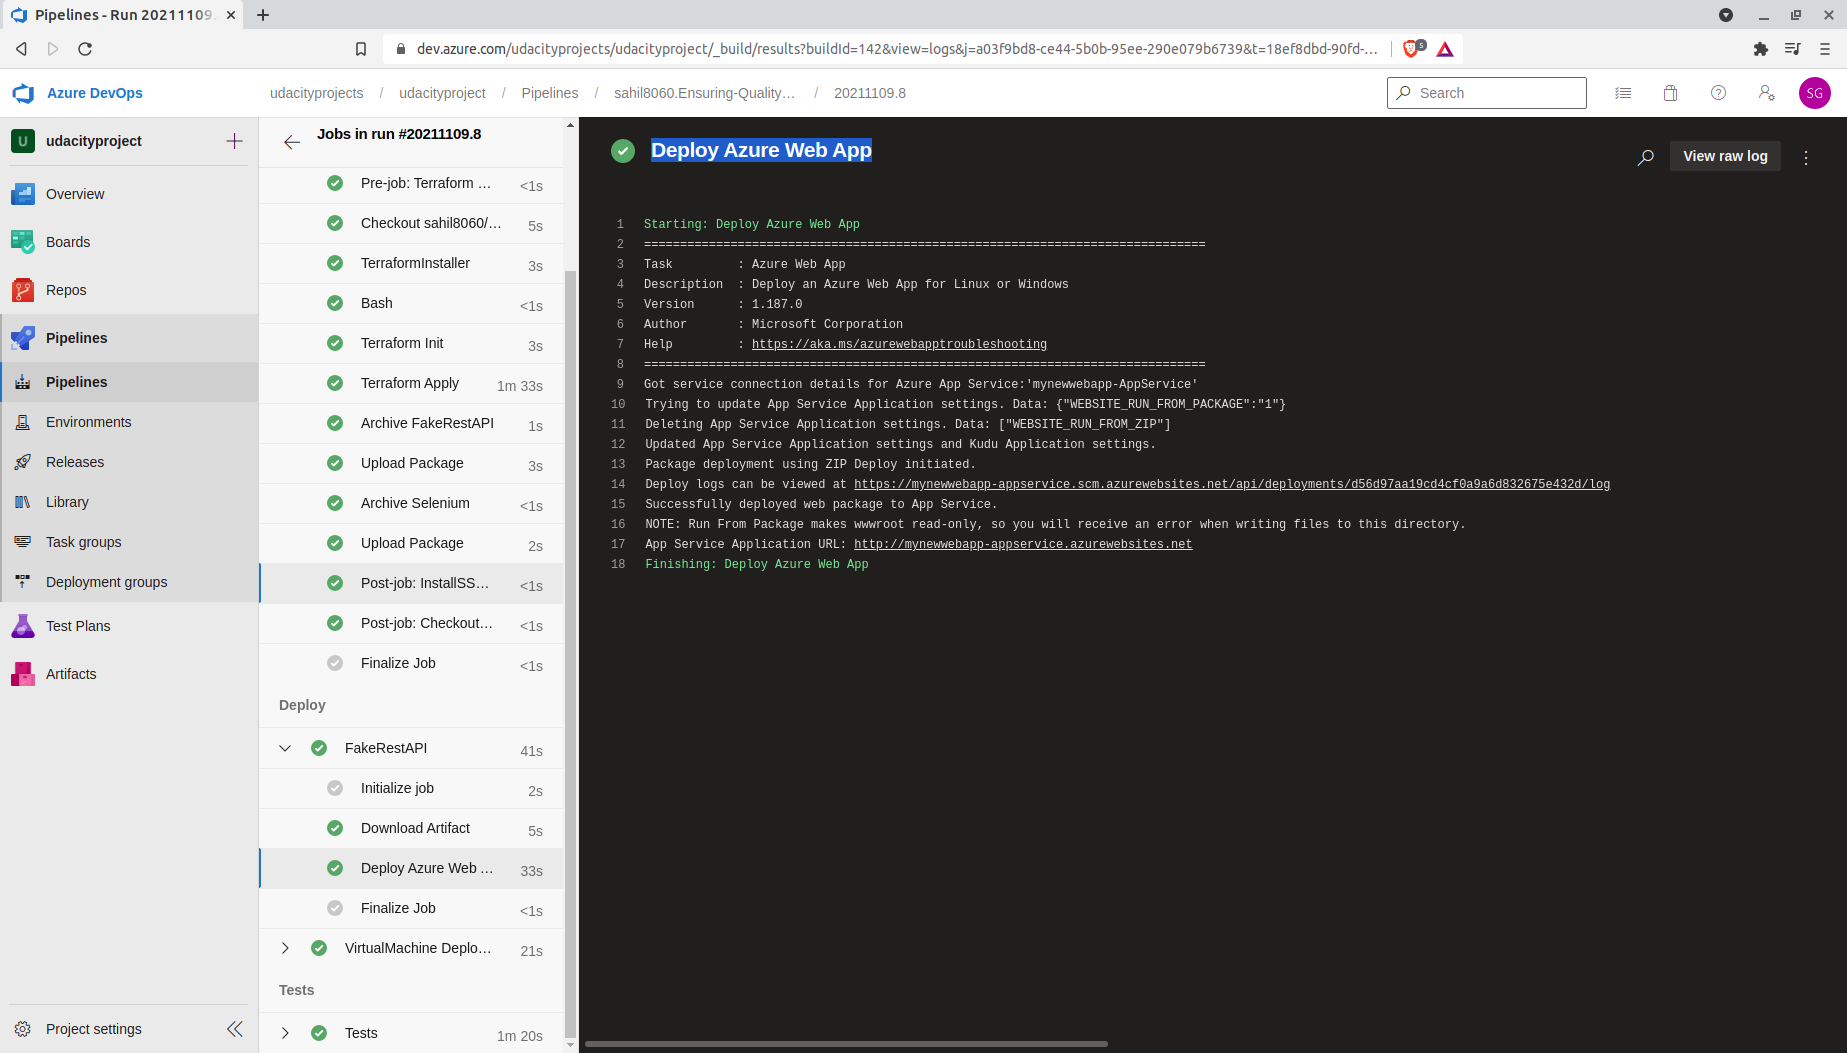 Pipelines - Run 20211109.
dev.azure.com/udacityprojects/udacityproject/_build/results?buildId=142&view=logs&j=a03f9bd8-ce44-5b0b-95ee-290e079b6739&t=18ef8dbd-90fd-...
5
Azure DevOps
udacityprojects / udacityproject / Pipelines / sahil8060.Ensuring-Quality... / 20211109.8
Search
SG
U udacityproject
Overview
Boards
Repos
Pipelines
Pipelines
Environments
Releases
Library
Task groups
Deployment groups
Test Plans
Artifacts
Project settings
Jobs in run #20211109.8
Pre-job: Terraform ... <1s
Checkout sahil8060/... 5s
TerraformInstaller 3s
Bash <1s
Terraform Init 3s
Terraform Apply 1m 33s
Archive FakeRestAPI 1s
Upload Package 3s
Archive Selenium <1s
Upload Package 2s
Post-job: InstallSS... <1s
Post-job: Checkout... <1s
Finalize Job <1s
Deploy
FakeRestAPI 41s
Initialize job 2s
Download Artifact 5s
Deploy Azure Web ... 33s
Finalize Job <1s
VirtualMachine Deplo... 21s
Tests
Tests 1m 20s
Deploy Azure Web App
View raw log
1 Starting: Deploy Azure Web App
2 ==============================================================================
3 Task : Azure Web App
4 Description : Deploy an Azure Web App for Linux or Windows
5 Version : 1.187.0
6 Author : Microsoft Corporation
7 Help : https://aka.ms/azurewebapptroubleshooting
8 ==============================================================================
9 Got service connection details for Azure App Service:'mynewwebapp-AppService'
10 Trying to update App Service Application settings. Data: {"WEBSITE_RUN_FROM_PACKAGE":"1"}
11 Deleting App Service Application settings. Data: ["WEBSITE_RUN_FROM_ZIP"]
12 Updated App Service Application settings and Kudu Application settings.
13 Package deployment using ZIP Deploy initiated.
14 Deploy logs can be viewed at https://mynewwebapp-appservice.scm.azurewebsites.net/api/deployments/d56d97aa19cd4cf0a9a6d832675e432d/log
15 Successfully deployed web package to App Service.
16 NOTE: Run From Package makes wwwroot read-only, so you will receive an error when writing files to this directory.
17 App Service Application URL: http://mynewwebapp-appservice.azurewebsites.net
18 Finishing: Deploy Azure Web App